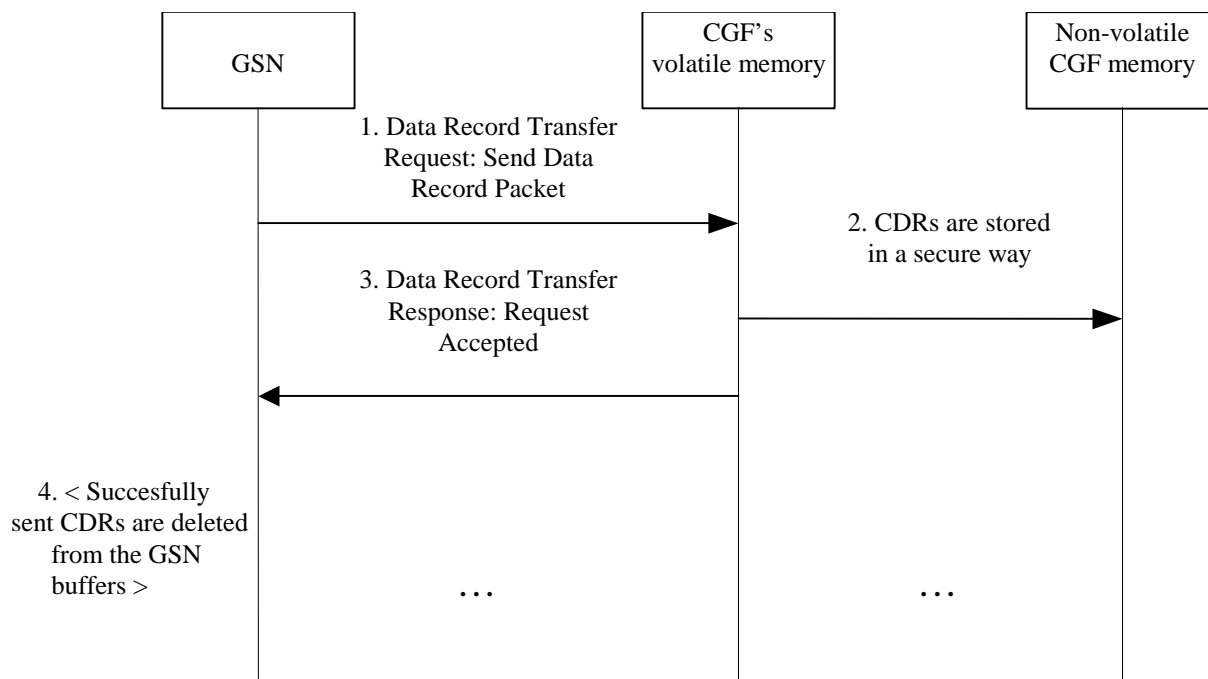 GSN
CGF’s
volatile memory
Non-volatile
CGF memory
1. Data Record Transfer
Request: Send Data
Record Packet
2. CDRs are stored
in a secure way
3. Data Record Transfer
Response: Request
Accepted
4. < Succesfully
sent CDRs are deleted
from the GSN
buffers >
…
…